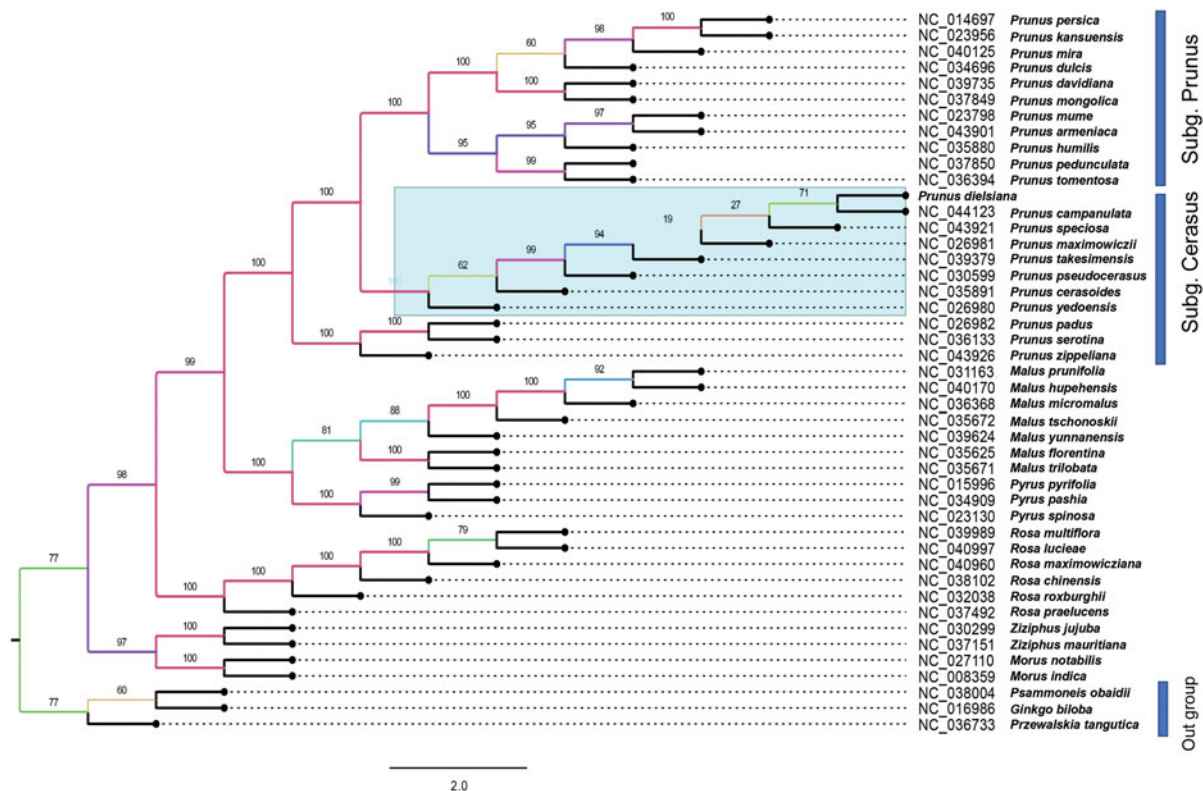 NC_014697 Prunus persica
NC_023956 Prunus kansuensis
NC_040125 Prunus mira
NC_034696 Prunus dulcis
NC_039735 Prunus davidiana
NC_037849 Prunus mongolica
NC_023798 Prunus mume
NC_043901 Prunus armeniaca
NC_035880 Prunus humilis
NC_037850 Prunus pedunculata
NC_036394 Prunus tomentosa
Prunus dielsiana
NC_044123 Prunus campanulata
NC_043921 Prunus speciosa
NC_026981 Prunus maximowiczii
NC_039379 Prunus takesimensis
NC_030599 Prunus pseudocerasus
NC_035891 Prunus cerasoides
NC_026980 Prunus yedoensis
NC_026982 Prunus padus
NC_036133 Prunus serotina
NC_043926 Prunus zippeliana
NC_031163 Malus prunifolia
NC_040170 Malus hupehensis
NC_036368 Malus micromalus
NC_035672 Malus tschonoskii
NC_039624 Malus yunnanensis
NC_035625 Malus florentina
NC_035671 Malus trilobata
NC_015996 Pyrus pyrifolia
NC_034909 Pyrus pashia
NC_023130 Pyrus spinosa
NC_039989 Rosa multiflora
NC_040997 Rosa lucieae
NC_040960 Rosa maximowicziana
NC_038102 Rosa chinensis
NC_032038 Rosa roxburghii
NC_037492 Rosa praelucens
NC_030299 Ziziphus jujuba
NC_037151 Ziziphus mauritiana
NC_027110 Morus notabilis
NC_008359 Morus indica
NC_038004 Psammoneis obaidii
NC_016986 Ginkgo biloba
NC_036733 Przewalskia tangutica
Subg. Prunus
Subg. Cerasus
Out group
100
98
60
100
100
100
97
95
95
99
100
71
27
19
94
99
62
100
100
100
100
99
92
100
100
88
81
100
100
99
100
98
79
100
100
100
100
77
100
97
100
60
77
2.0